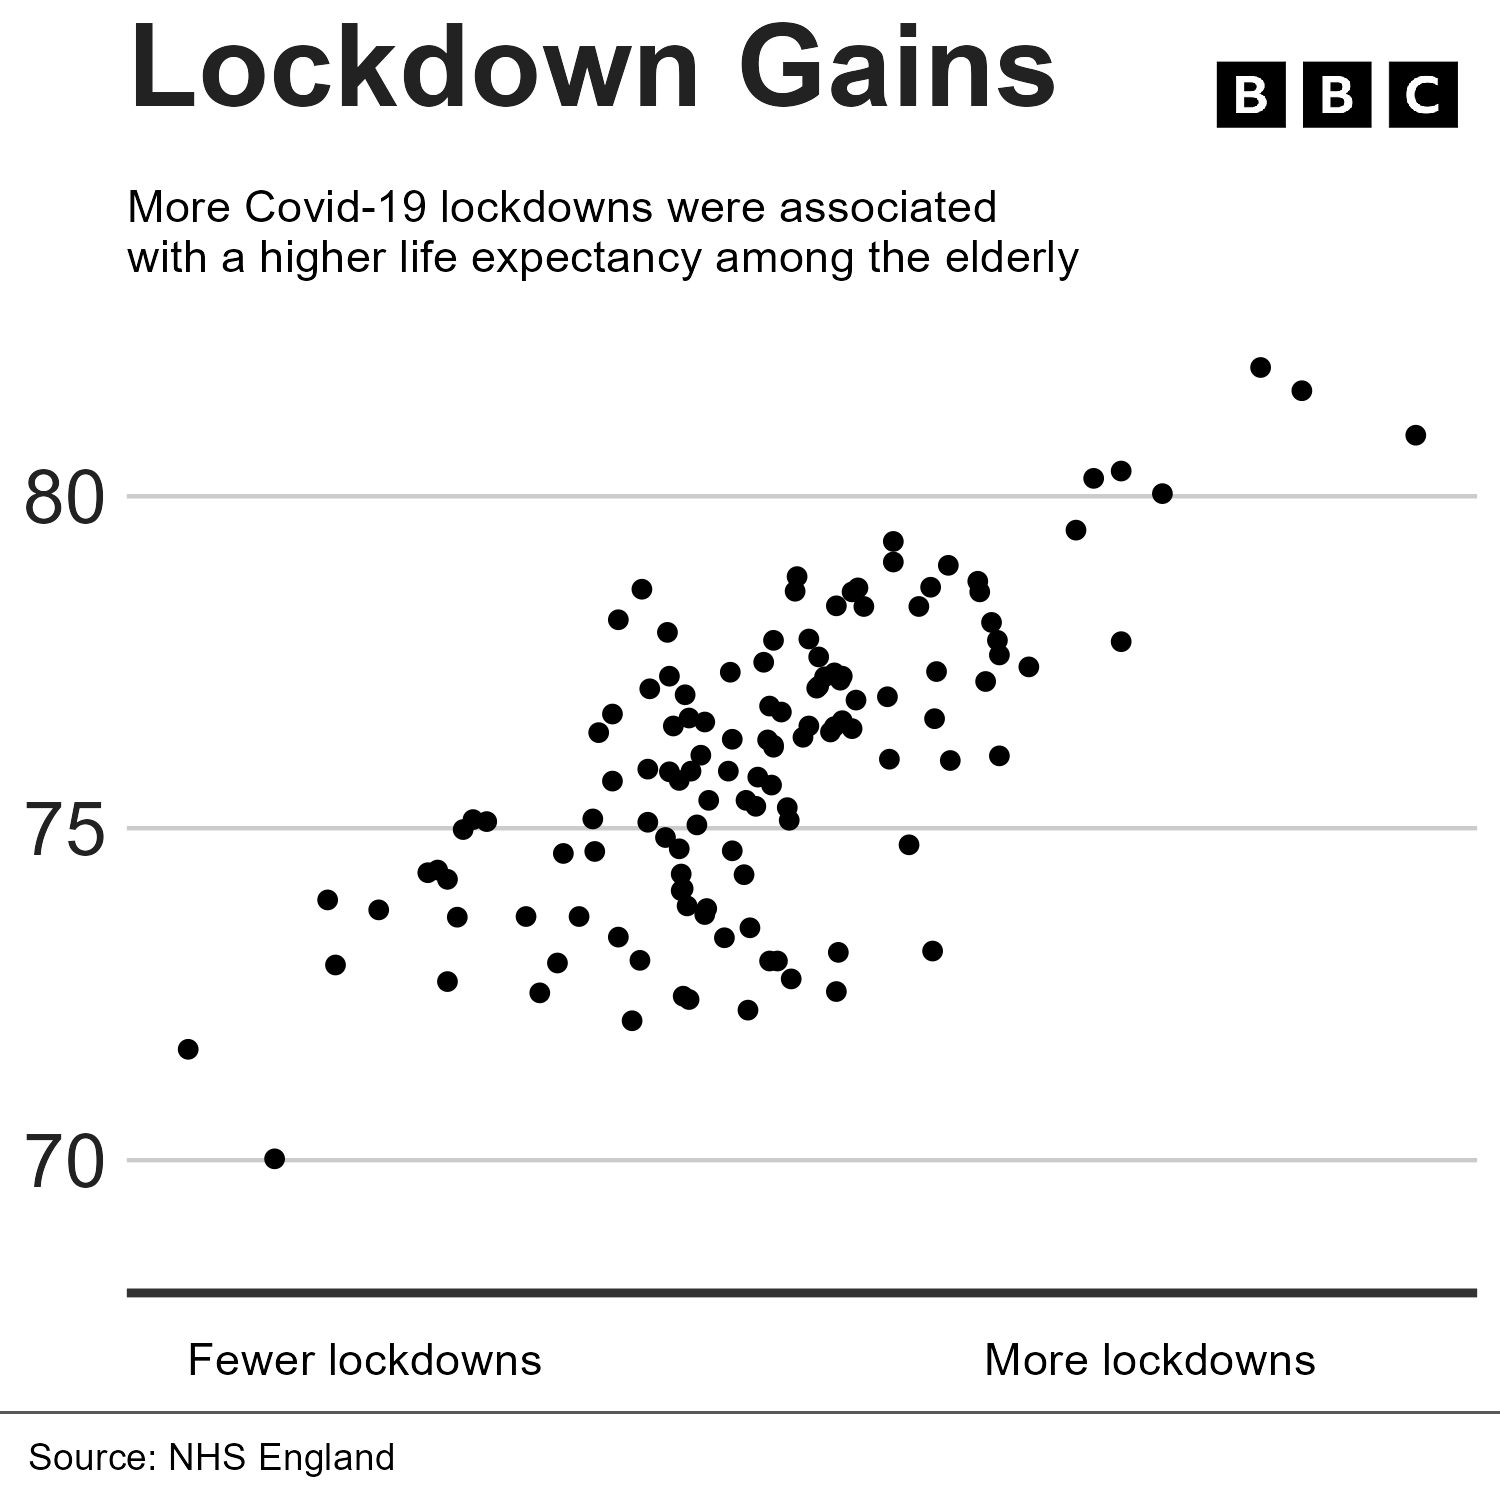 Lockdown Gains
BBC
More Covid-19 lockdowns were associated
with a higher life expectancy among the elderly
80
75
70
Fewer lockdowns
More lockdowns
Source: NHS England